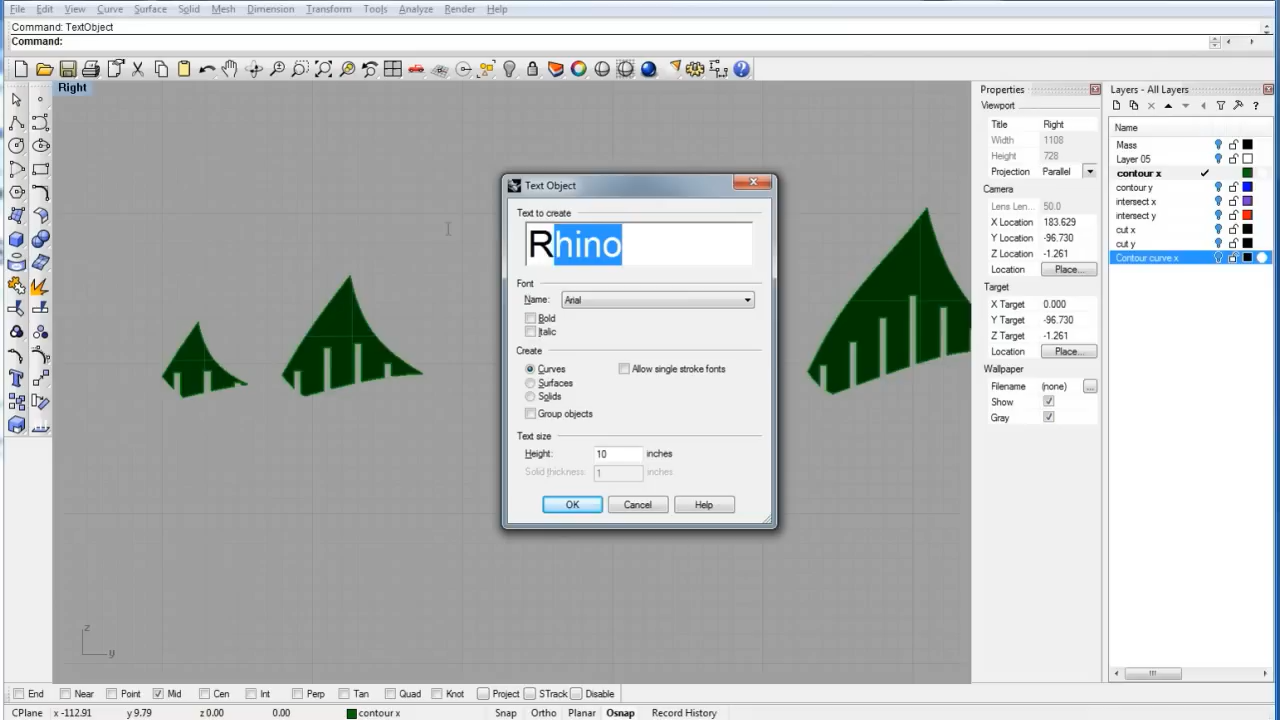 File Edit View Curve Surface Solid Mesh Dimension Transform Tools Analyze Render Help
Command: TextObject
Command:
Right
Text Object
Text to create
Rhino
Font
Name: Arial
Bold
Italic
Create
Curves
Allow single stroke fonts
Surfaces
Solids
Group objects
Text size
Height: 10 inches
Solid thickness: 1 inches
OK Cancel Help
z
y
Properties
Viewport
Title Right
Width 1108
Height 728
Projection Parallel
Camera
Lens Len... 50.0
X Location 183.629
Y Location -96.730
Z Location -1.261
Location Place...
Target
X Target 0.000
Y Target -96.730
Z Target -1.261
Location Place...
Wallpaper
Filename (none) ...
Show
Gray
Layers - All Layers
Name
Mass
Layer 05
contour x
contour y
intersect x
intersect y
cut x
cut y
Contour curve x
End Near Point Mid Cen Int Perp Tan Quad Knot Project STrack Disable
CPlane x -112.91 y 9.79 z 0.00 0.00 contour x Snap Ortho Planar Osnap Record History